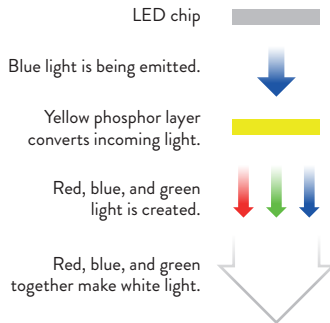 LED chip
Blue light is being emitted.
Yellow phosphor layer
converts incoming light.
Red, blue, and green
light is created.
Red, blue, and green
together make white light.